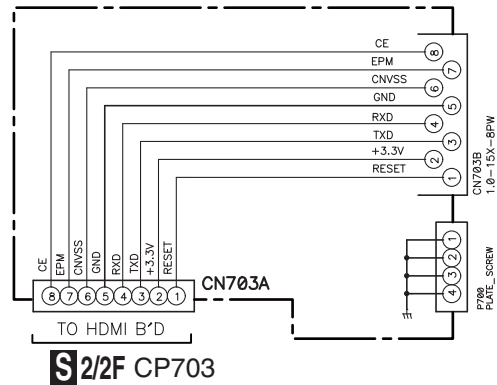 CE
8
EPM
7
CNVSS
6
GND
5
RXD
4
TXD
3
+3.3V
2
RESET
1
CN703B
1.0-15X-8PW
CE
EPM
CNVSS
GND
RXD
TXD
+3.3V
RESET
8 7 6 5 4 3 2 1
CN703A
TO HDMI B'D
1
2
3
4
P700
PLATE_SCREW
S 2/2F CP703